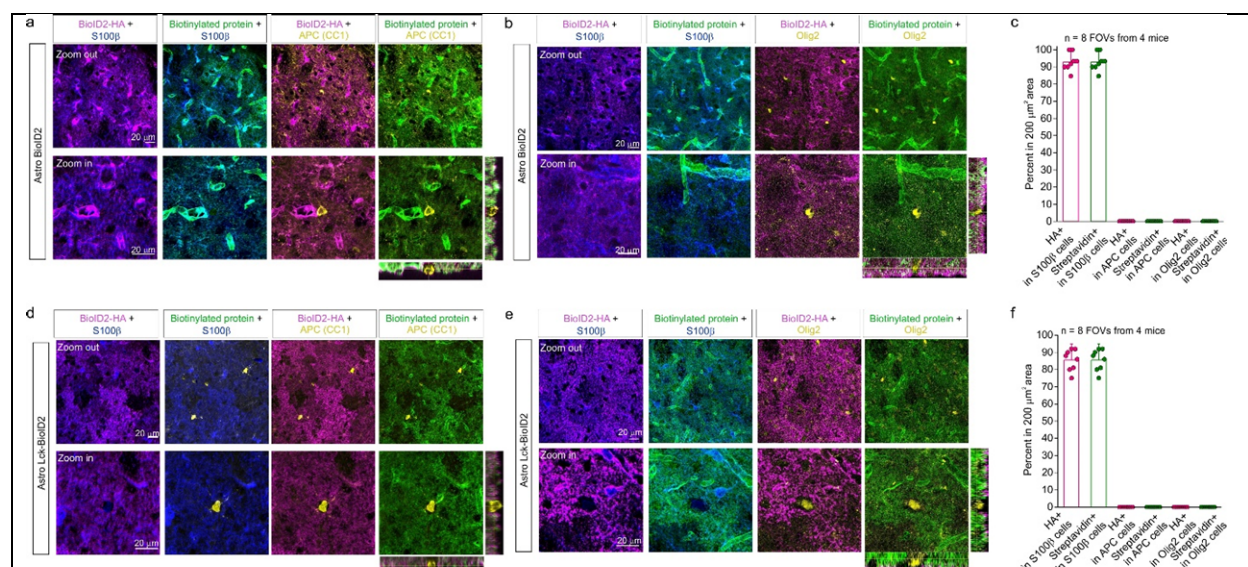 a
BioID2-HA + Biotinylated protein + BioID2-HA + Biotinylated protein +
S100β S100β APC (CC1) APC (CC1)
Astro BioID2
Zoom out
20 µm
Zoom in
20 µm 20 µm
b
BioID2-HA + Biotinylated protein + BioID2-HA + Biotinylated protein +
S100β S100β Olig2 Olig2
Astro BioID2
Zoom out
20 µm
Zoom in
20 µm
c
n = 8 FOVs from 4 mice
Percent in 200 µm² area
100
90
80
70
60
50
40
30
20
10
0
HA+
in S100β cells
Streptavidin+
in S100β cells
HA+
in APC cells
Streptavidin+
in APC cells
HA+
in Olig2 cells
Streptavidin+
in Olig2 cells
d
BioID2-HA + Biotinylated protein + BioID2-HA + Biotinylated protein +
S100β S100β APC (CC1) APC (CC1)
Astro Lck-BioID2
Zoom out
20 µm
Zoom in
20 µm
e
BioID2-HA + Biotinylated protein + BioID2-HA + Biotinylated protein +
S100β S100β Olig2 Olig2
Astro Lck-BioID2
Zoom out
20 µm
Zoom in
20 µm
f
n = 8 FOVs from 4 mice
Percent in 200 µm² area
100
90
80
70
60
50
40
30
20
10
0
HA+
in S100β cells
Streptavidin+
in S100β cells
HA+
in APC cells
Streptavidin+
in APC cells
HA+
in Olig2 cells
Streptavidin+
in Olig2 cells